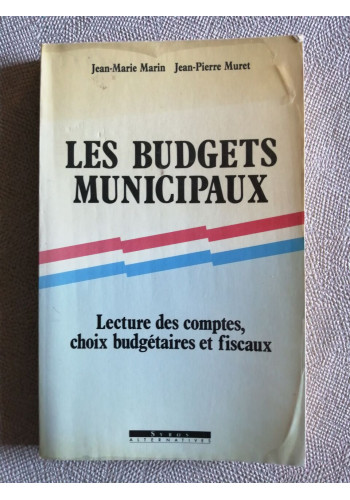 Jean-Marie Marin Jean-Pierre Muret
LES BUDGETS
MUNICIPAUX
Lecture des comptes,
choix budgétaires et fiscaux
SYROS
ALTERNATIVES